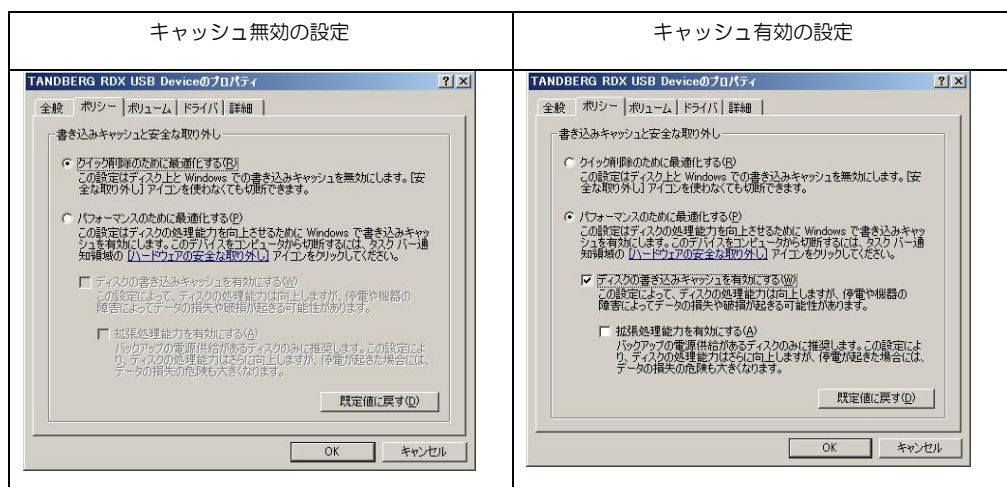 キャッシュ無効の設定
キャッシュ有効の設定
TANDBERG RDX USB Deviceのプロパティ
全般 ポリシー ボリューム ドライバ 詳細
書き込みキャッシュと安全な取り外し
クイック削除のために最適化する(R)
この設定はディスク上と Windows での書き込みキャッシュを無効にします。[安
全な取り外し] アイコンを使わなくても切断できます。
パフォーマンスのために最適化する(P)
この設定はディスクの処理能力を向上させるために Windows で書き込みキャッ
シュを有効にします。このデバイスをコンピュータから切断するには、タスク バー通
知領域の [ハードウェアの安全な取り外し] アイコンをクリックしてください。
ディスクの書き込みキャッシュを有効にする(W)
この設定によって、ディスクの処理能力は向上しますが、停電や機器の
障害によってデータの損失や破損が起きる可能性があります。
拡張処理能力を有効にする(A)
バックアップの電源供給があるディスクのみに推奨します。この設定によ
り、ディスクの処理能力はさらに向上しますが、停電が起きた場合には、
データの損失の危険も大きくなります。
既定値に戻す(D)
OK キャンセル
TANDBERG RDX USB Deviceのプロパティ
全般 ポリシー ボリューム ドライバ 詳細
書き込みキャッシュと安全な取り外し
クイック削除のために最適化する(R)
この設定はディスク上と Windows での書き込みキャッシュを無効にします。[安
全な取り外し] アイコンを使わなくても切断できます。
パフォーマンスのために最適化する(P)
この設定はディスクの処理能力を向上させるために Windows で書き込みキャッ
シュを有効にします。このデバイスをコンピュータから切断するには、タスク バー通
知領域の [ハードウェアの安全な取り外し] アイコンをクリックしてください。
ディスクの書き込みキャッシュを有効にする(W)
この設定によって、ディスクの処理能力は向上しますが、停電や機器の
障害によってデータの損失や破損が起きる可能性があります。
拡張処理能力を有効にする(A)
バックアップの電源供給があるディスクのみに推奨します。この設定によ
り、ディスクの処理能力はさらに向上しますが、停電が起きた場合には、
データの損失の危険も大きくなります。
既定値に戻す(D)
OK キャンセル